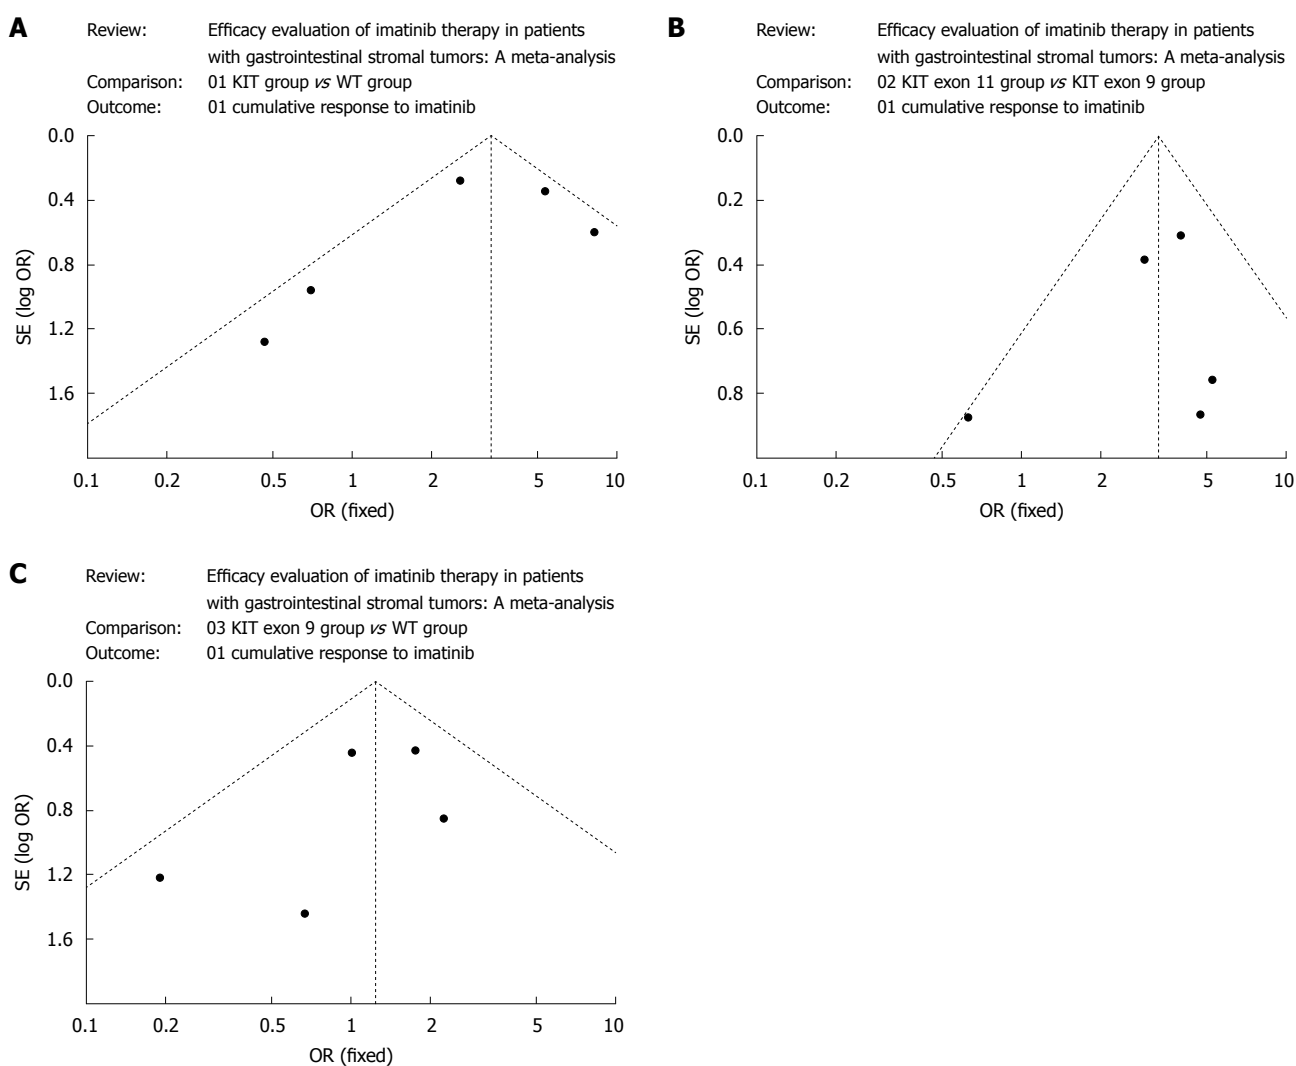 A
Review: Efficacy evaluation of imatinib therapy in patients
with gastrointestinal stromal tumors: A meta-analysis
Comparison: 01 KIT group vs WT group
Outcome: 01 cumulative response to imatinib
0.0
0.4
0.8
1.2
1.6
SE (log OR)
0.1 0.2 0.5 1 2 5 10
OR (fixed)
B
Review: Efficacy evaluation of imatinib therapy in patients
with gastrointestinal stromal tumors: A meta-analysis
Comparison: 02 KIT exon 11 group vs KIT exon 9 group
Outcome: 01 cumulative response to imatinib
0.0
0.2
0.4
0.6
0.8
SE (log OR)
0.1 0.2 0.5 1 2 5 10
OR (fixed)
C
Review: Efficacy evaluation of imatinib therapy in patients
with gastrointestinal stromal tumors: A meta-analysis
Comparison: 03 KIT exon 9 group vs WT group
Outcome: 01 cumulative response to imatinib
0.0
0.4
0.8
1.2
1.6
SE (log OR)
0.1 0.2 0.5 1 2 5 10
OR (fixed)